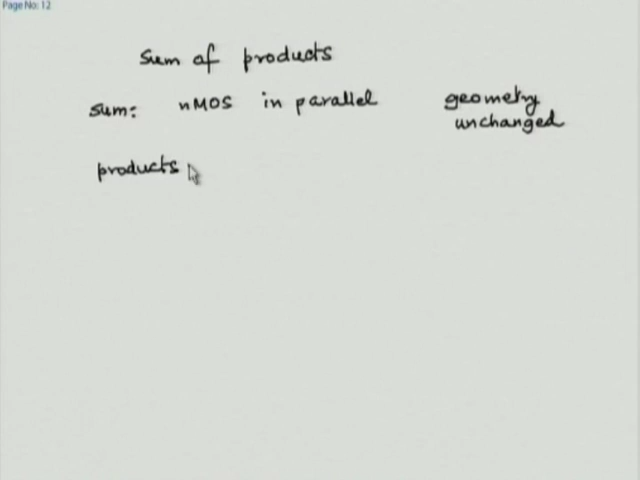 Page No: 12
Sum of products
sum: nMOS in parallel geometry
unchanged
products